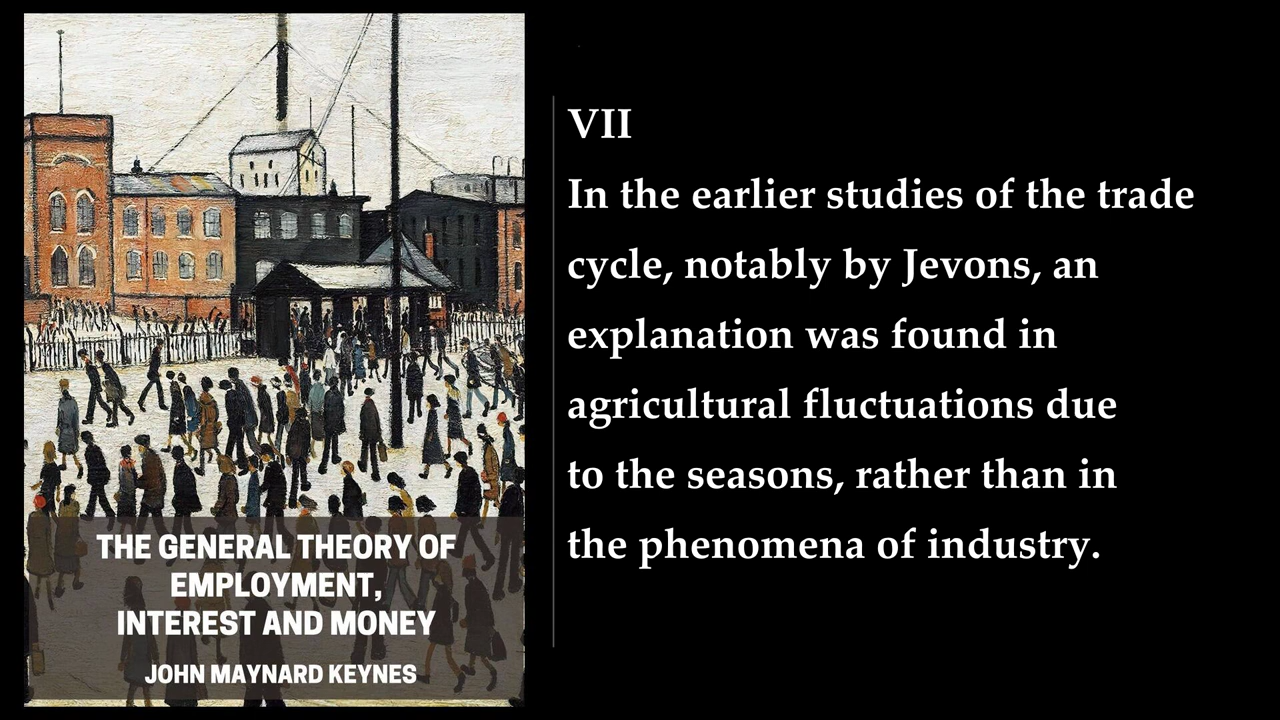 THE GENERAL THEORY OF
EMPLOYMENT,
INTEREST AND MONEY
JOHN MAYNARD KEYNES
VII
In the earlier studies of the trade
cycle, notably by Jevons, an
explanation was found in
agricultural fluctuations due
to the seasons, rather than in
the phenomena of industry.